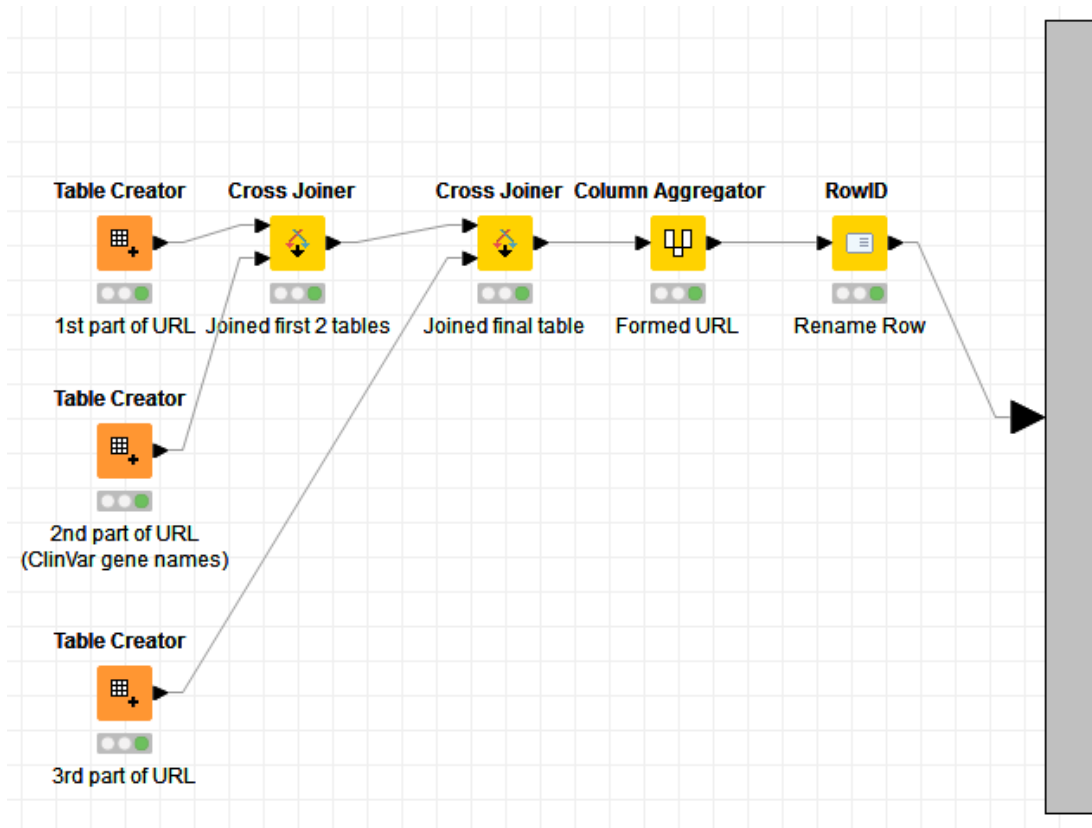 Table Creator
Cross Joiner
Cross Joiner
Column Aggregator
RowID
1st part of URL
Joined first 2 tables
Joined final table
Formed URL
Rename Row
Table Creator
2nd part of URL
(ClinVar gene names)
Table Creator
3rd part of URL